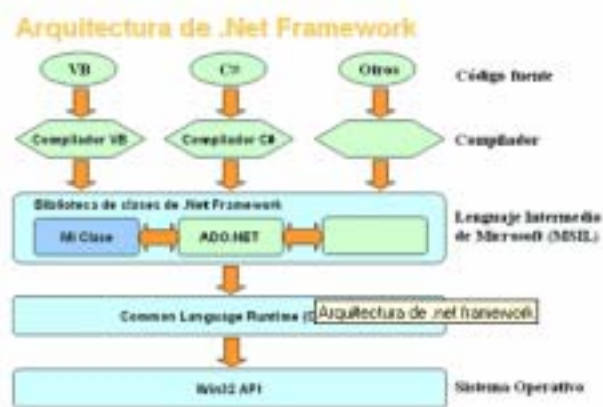 Arquitectura de .Net Framework
VB
C#
Otros
Código fuente
Compilador VB
Compilador C#
Compilador
Biblioteca de clases de .Net Framework
Mi Clase
ADO.NET
Lenguaje Intermedio
de Microsoft (MSIL)
Common Language Runtime (
Arquitectura de .net framework
Win32 API
Sistema Operativo